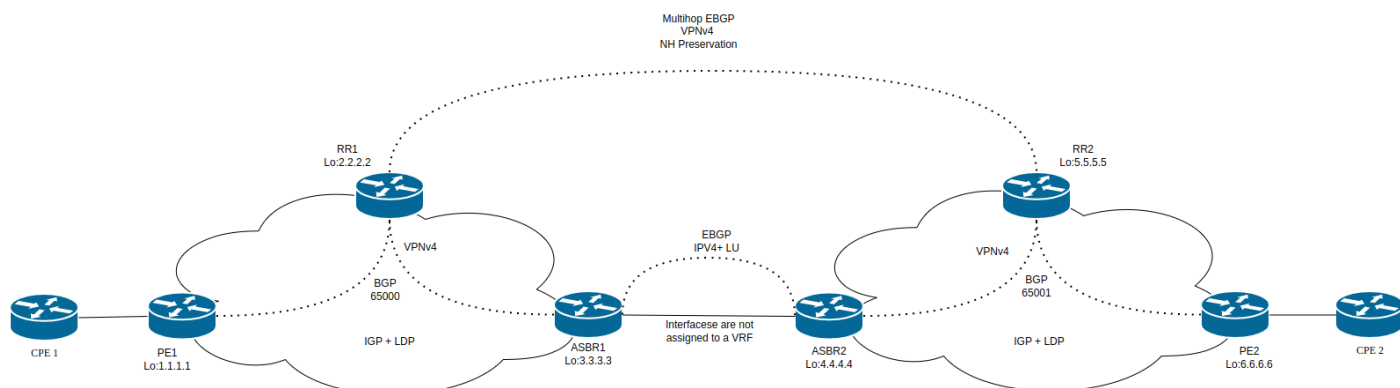 Multihop EBGP
VPNv4
NH Preservation
RR1
Lo:2.2.2.2
RR2
Lo:5.5.5.5
VPNv4
EBGP
IPV4+ LU
VPNv4
BGP
65000
BGP
65001
CPE 1
PE1
Lo:1.1.1.1
IGP + LDP
ASBR1
Lo:3.3.3.3
Interfacese are not
assigned to a VRF
ASBR2
Lo:4.4.4.4
IGP + LDP
PE2
Lo:6.6.6.6
CPE 2